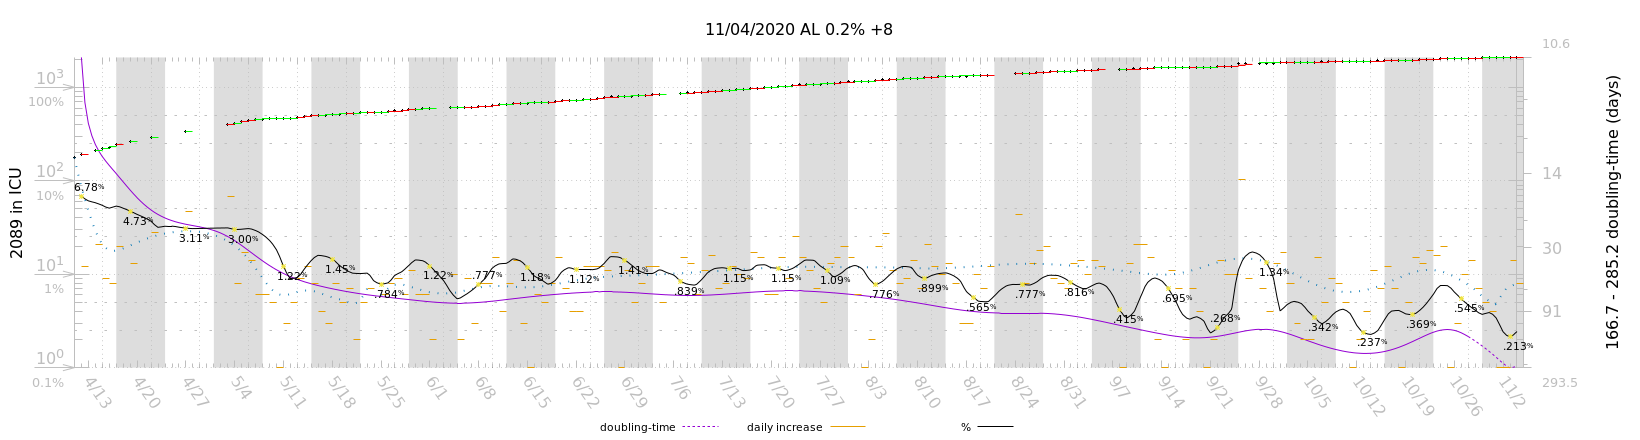 11/04/2020 AL 0.2% +8
10.6
10³
100%
10²
10%
10¹
1%
10⁰
0.1%
2089 in ICU
14
30
91
293.5
166.7 - 285.2 doubling-time (days)
6.78% 4.73% 3.11% 3.00% 1.22% 1.45% .784% 1.22% .777% 1.18% 1.12% 1.41% .839% 1.15% 1.15% 1.09% .776% .899% .565% .777% .816% .415% .695% .268% 1.34% .342% .237% .369% .545% .213%
4/13 4/20 4/27 5/4 5/11 5/18 5/25 6/1 6/8 6/15 6/22 6/29 7/6 7/13 7/20 7/27 8/3 8/10 8/17 8/24 8/31 9/7 9/14 9/21 9/28 10/5 10/12 10/19 10/26 11/2
doubling-time daily increase %